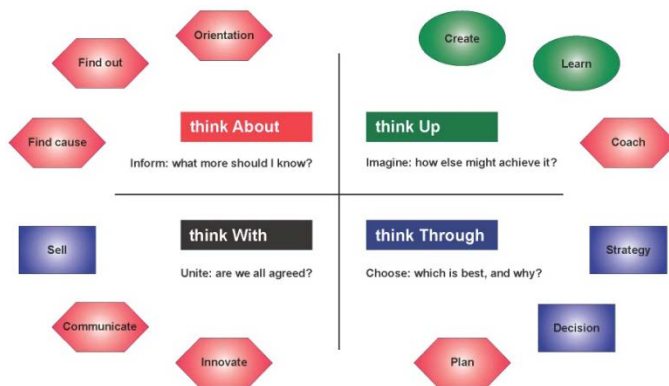 Orientation
Find out
Find cause
think About
Inform: what more should I know?
Create
Learn
Coach
think Up
Imagine: how else might achieve it?
think With
Unite: are we all agreed?
Sell
Communicate
Innovate
think Through
Choose: which is best, and why?
Strategy
Decision
Plan